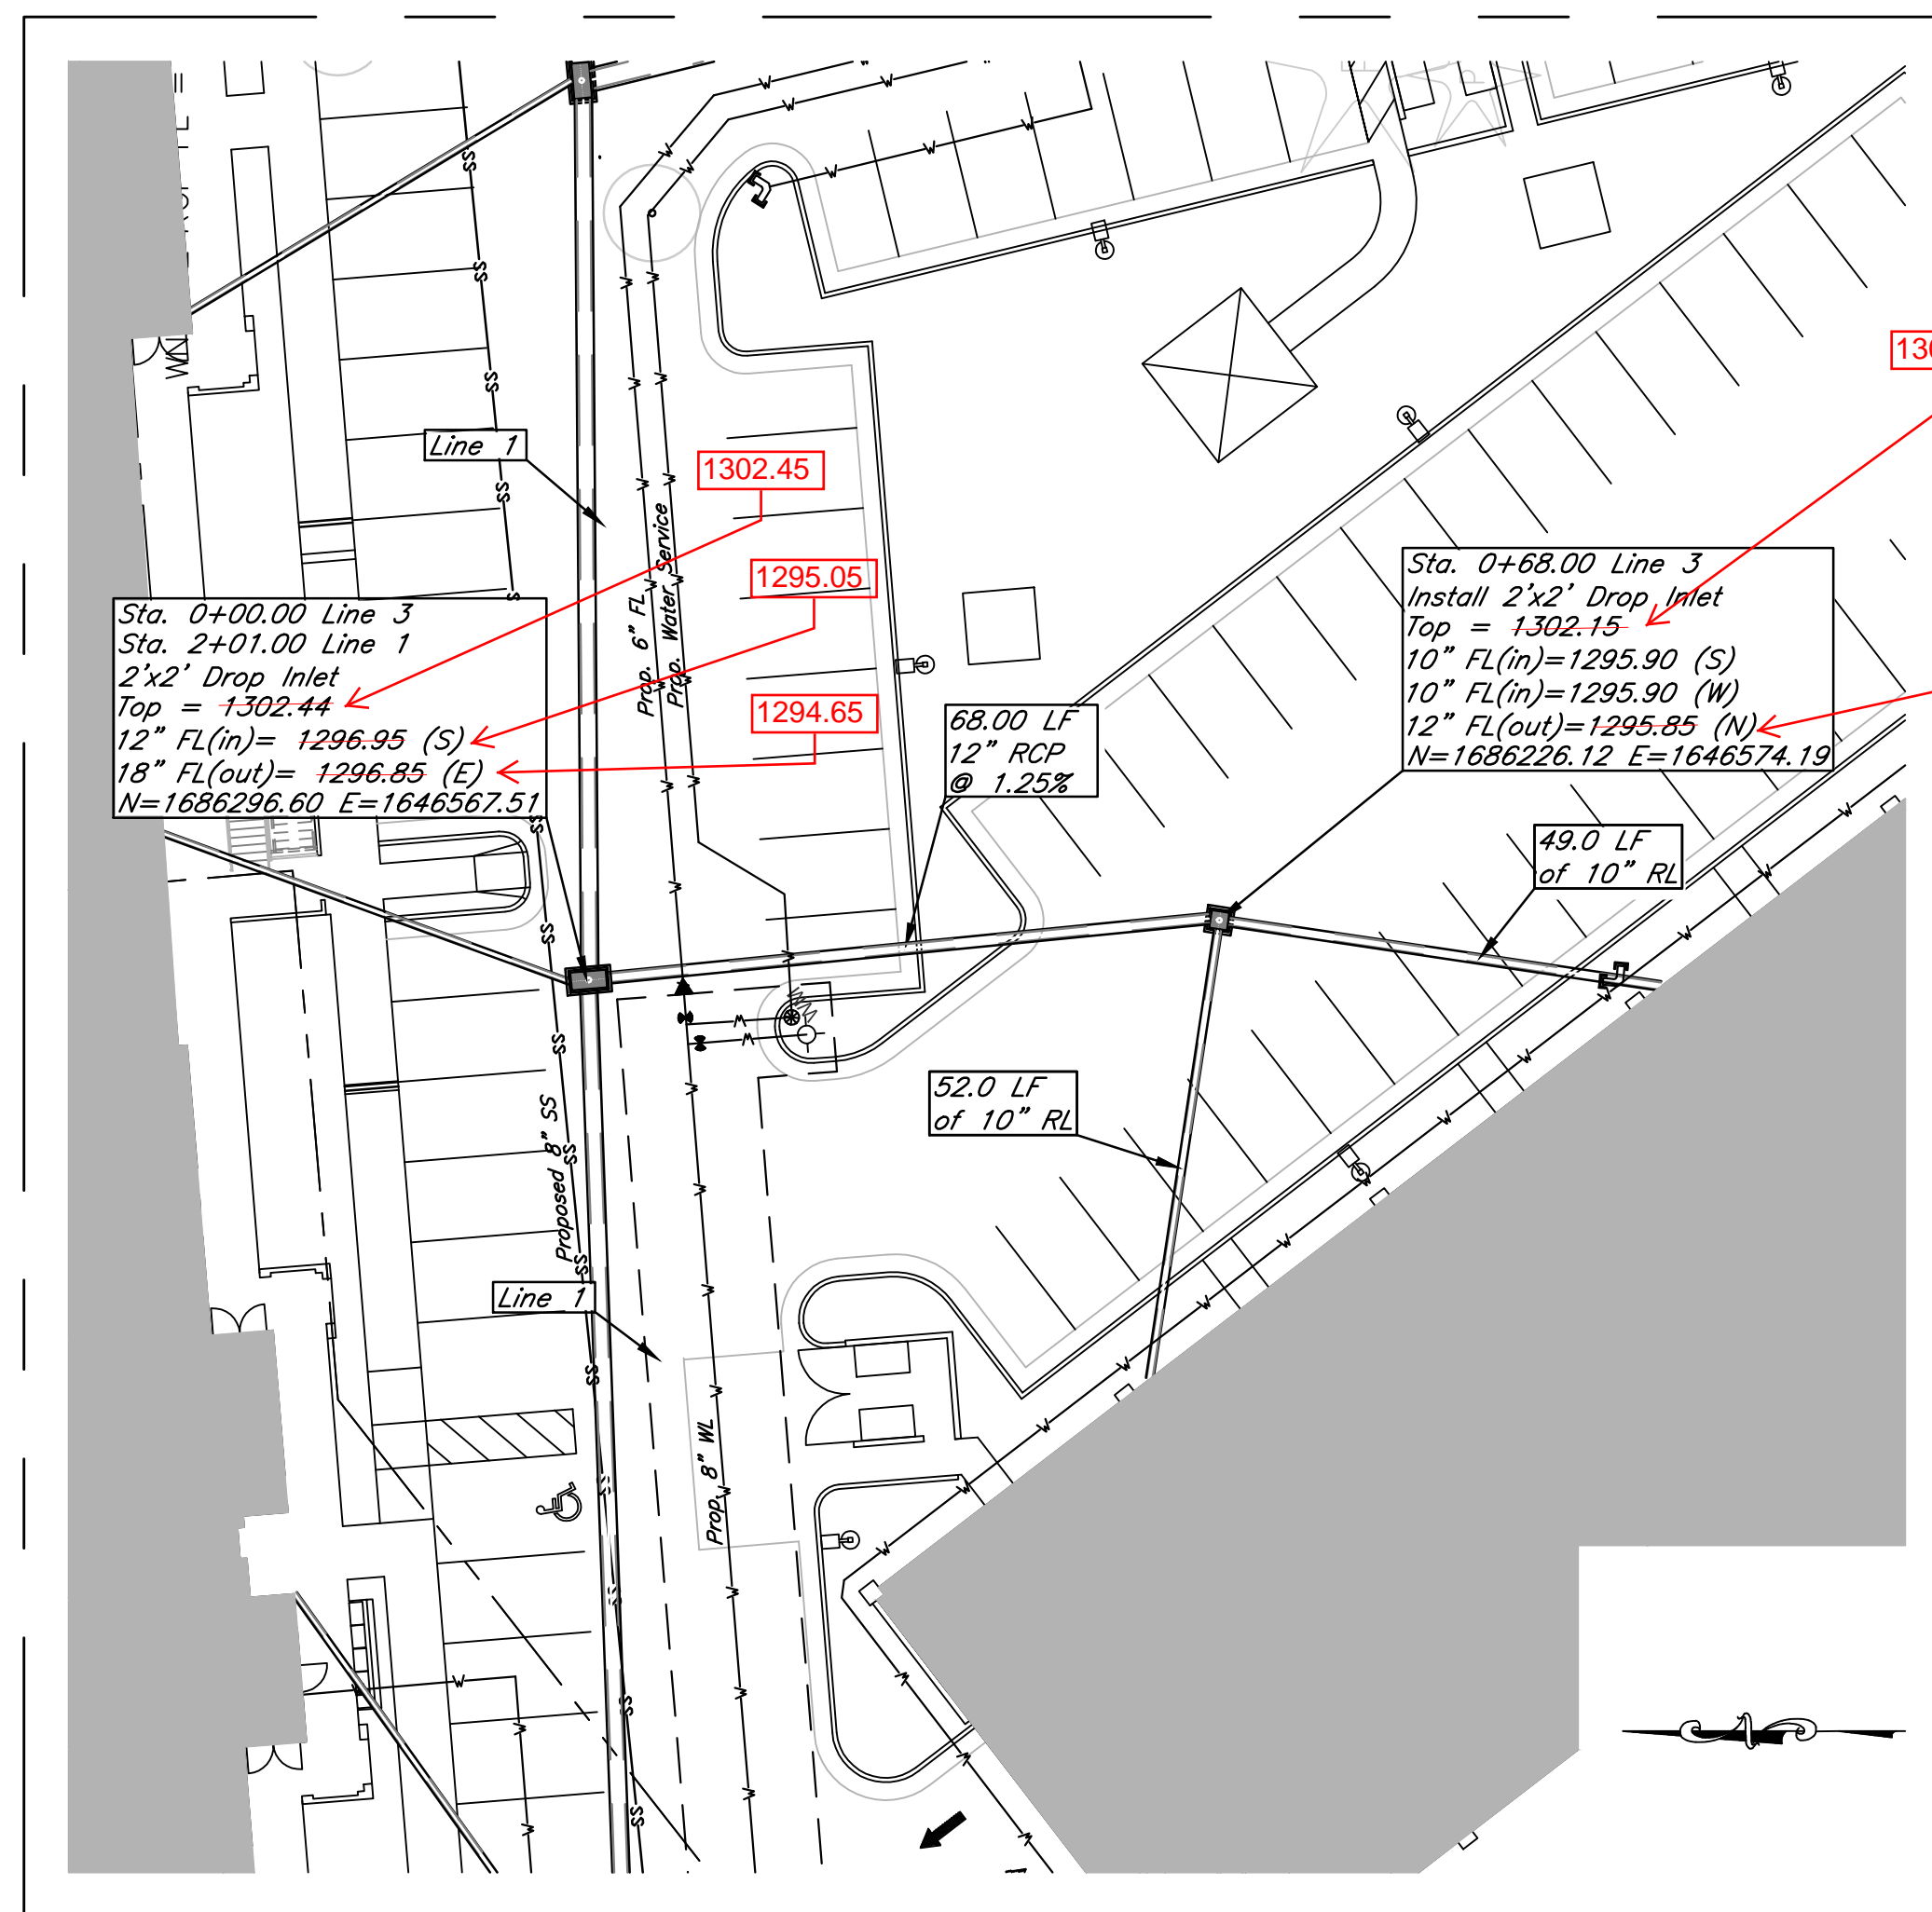 Line 1
1302.45
1295.05
1294.65
Prop. 6" FL
Prop. Water Service
Sta. 0+00.00 Line 3
Sta. 2+01.00 Line 1
2'x2' Drop Inlet
Top = 1302.44
12" FL(in)= 1296.95 (S)
18" FL(out)= 1296.85 (E)
N=1686296.60 E=1646567.51
Sta. 0+68.00 Line 3
Install 2'x2' Drop Inlet
Top = 1302.15
10" FL(in)=1295.90 (S)
10" FL(in)=1295.90 (W)
12" FL(out)=1295.85 (N)
N=1686226.12 E=1646574.19
68.00 LF
12" RCP
@ 1.25%
49.0 LF
of 10" RL
52.0 LF
of 10" RL
Proposed 8" SS
Line 1
Prop. 8" WL